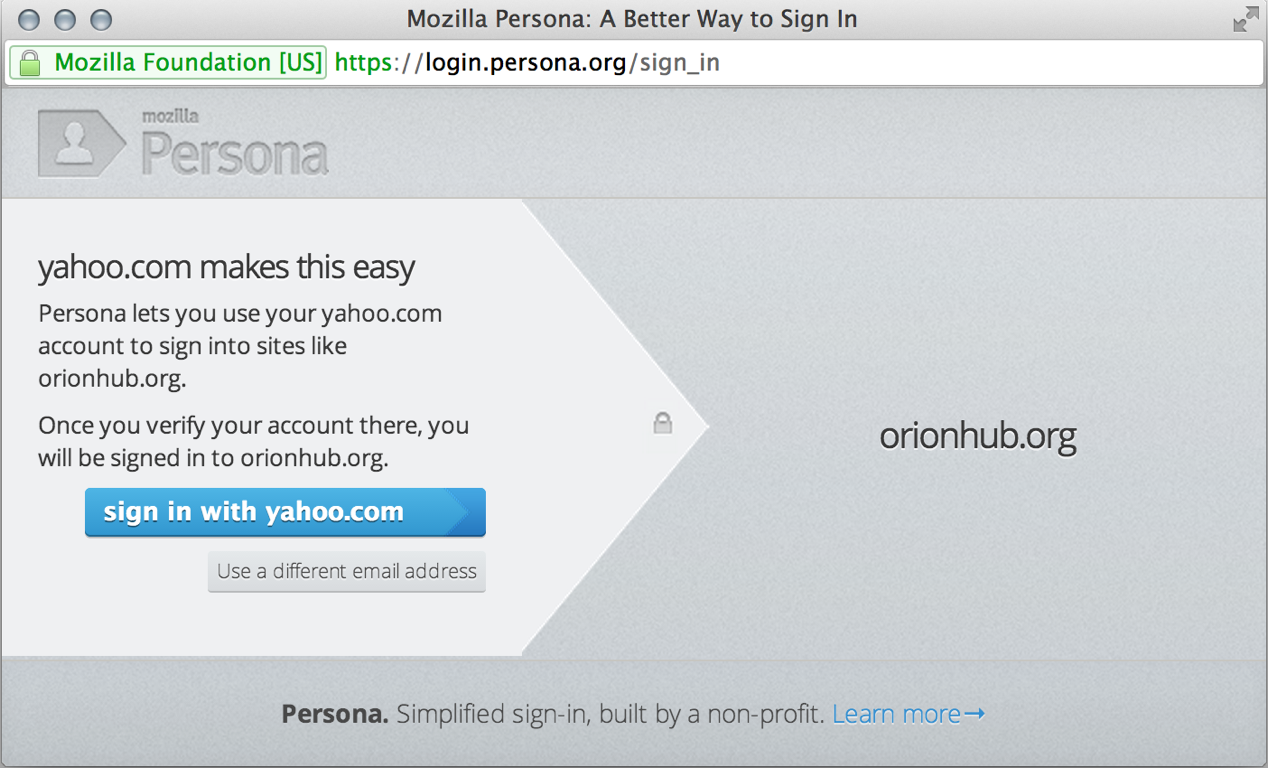 Mozilla Persona: A Better Way to Sign In
Mozilla Foundation [US] https://login.persona.org/sign_in
mozilla
Persona
yahoo.com makes this easy
Persona lets you use your yahoo.com
account to sign into sites like
orionhub.org.
Once you verify your account there, you
will be signed in to orionhub.org.
sign in with yahoo.com
Use a different email address
orionhub.org
Persona. Simplified sign-in, built by a non-profit. Learn more→